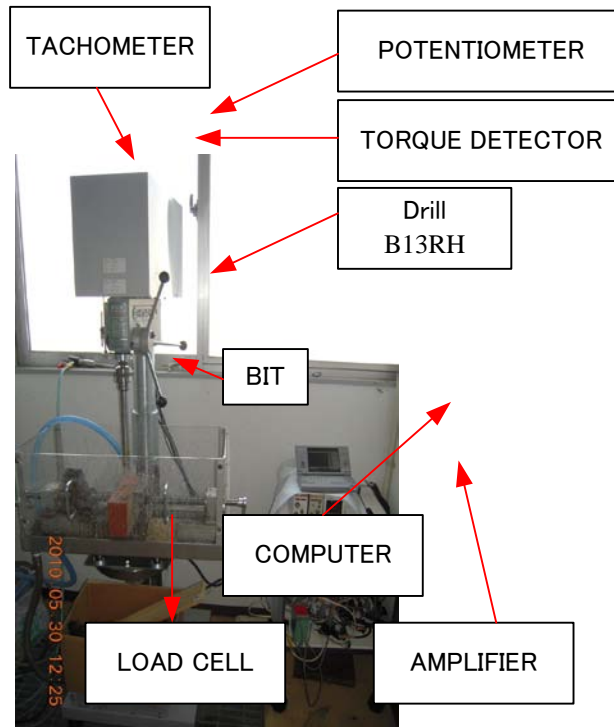 TACHOMETER
POTENTIOMETER
TORQUE DETECTOR
Drill
B13RH
BIT
COMPUTER
LOAD CELL
AMPLIFIER
2010 05 30 12:25